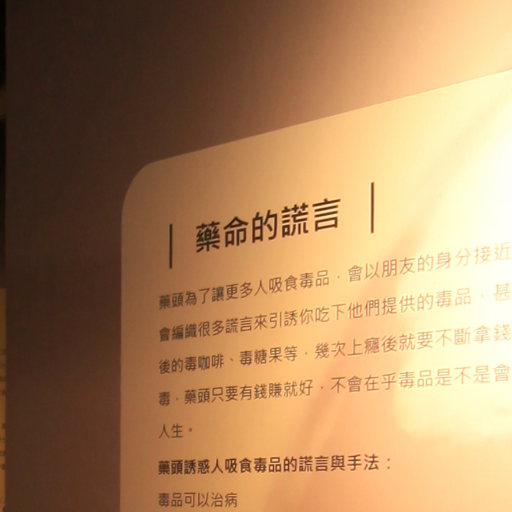 藥命的謊言
藥頭為了讓更多人吸食毒品，會以朋友的身分接近
會編織很多謊言來引誘你吃下他們提供的毒品，甚
後的毒咖啡、毒糖果等，幾次上癮後就要不斷拿錢
毒，藥頭只要有錢賺就好，不會在乎毒品是不是會
人生。
藥頭誘惑人吸食毒品的謊言與手法：
毒品可以治病